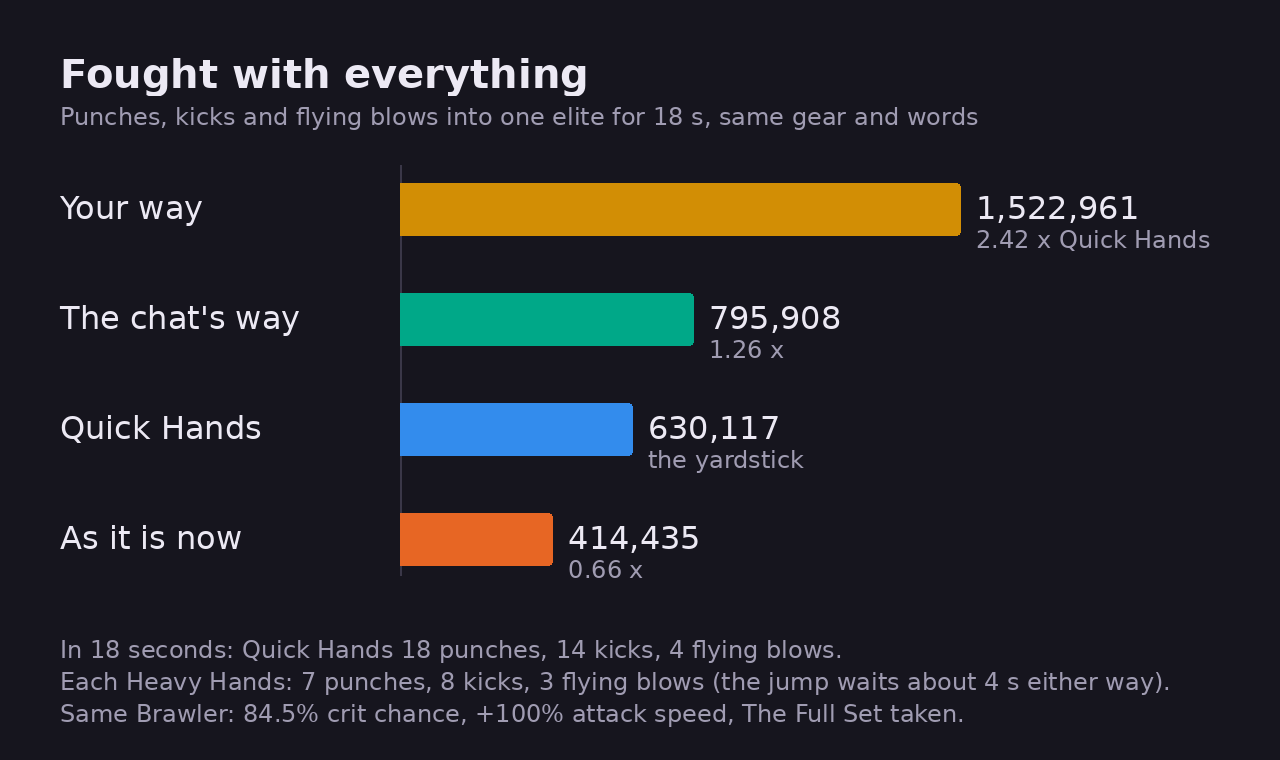 Fought with everything
Punches, kicks and flying blows into one elite for 18 s, same gear and words
Your way
1,522,961
2.42 x Quick Hands
The chat's way
795,908
1.26 x
Quick Hands
630,117
the yardstick
As it is now
414,435
0.66 x
In 18 seconds: Quick Hands 18 punches, 14 kicks, 4 flying blows.
Each Heavy Hands: 7 punches, 8 kicks, 3 flying blows (the jump waits about 4 s either way).
Same Brawler: 84.5% crit chance, +100% attack speed, The Full Set taken.